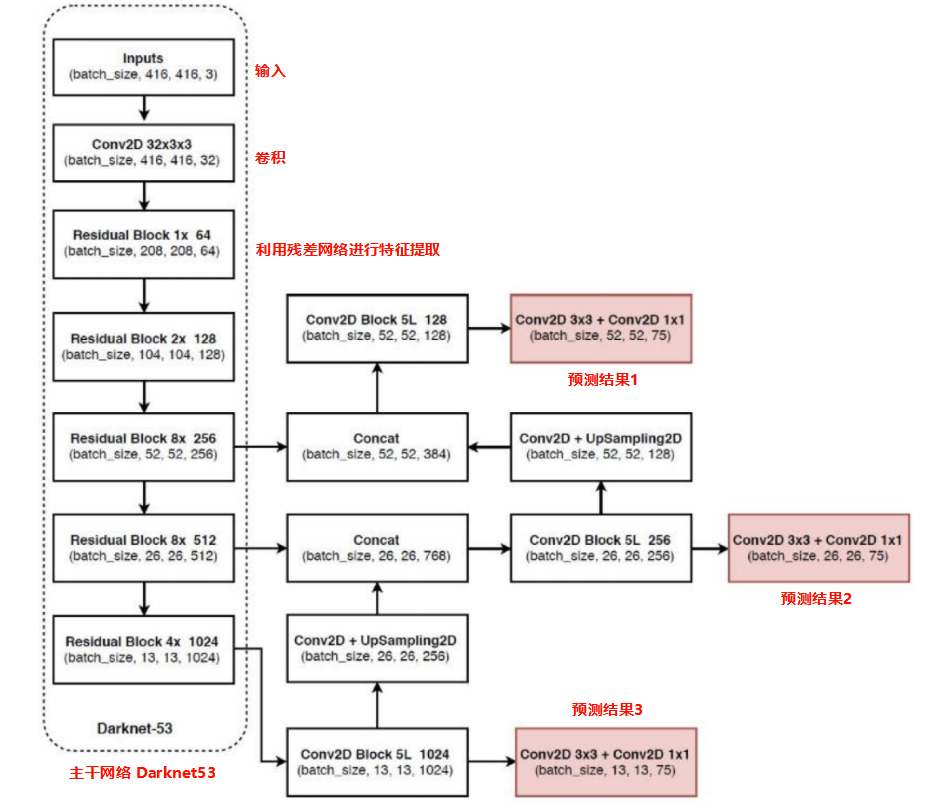 Inputs
(batch_size, 416, 416, 3)
输入
Conv2D 32x3x3
(batch_size, 416, 416, 32)
卷积
Residual Block 1x 64
(batch_size, 208, 208, 64)
利用残差网络进行特征提取
Residual Block 2x 128
(batch_size, 104, 104, 128)
Conv2D Block 5L 128
(batch_size, 52, 52, 128)
Conv2D 3x3 + Conv2D 1x1
(batch_size, 52, 52, 75)
预测结果1
Residual Block 8x 256
(batch_size, 52, 52, 256)
Concat
(batch_size, 52, 52, 384)
Conv2D + UpSampling2D
(batch_size, 52, 52, 128)
Residual Block 8x 512
(batch_size, 26, 26, 512)
Concat
(batch_size, 26, 26, 768)
Conv2D Block 5L 256
(batch_size, 26, 26, 256)
Conv2D 3x3 + Conv2D 1x1
(batch_size, 26, 26, 75)
预测结果2
Residual Block 4x 1024
(batch_size, 13, 13, 1024)
Conv2D + UpSampling2D
(batch_size, 26, 26, 256)
Darknet-53
主干网络 Darknet53
Conv2D Block 5L 1024
(batch_size, 13, 13, 1024)
预测结果3
Conv2D 3x3 + Conv2D 1x1
(batch_size, 13, 13, 75)